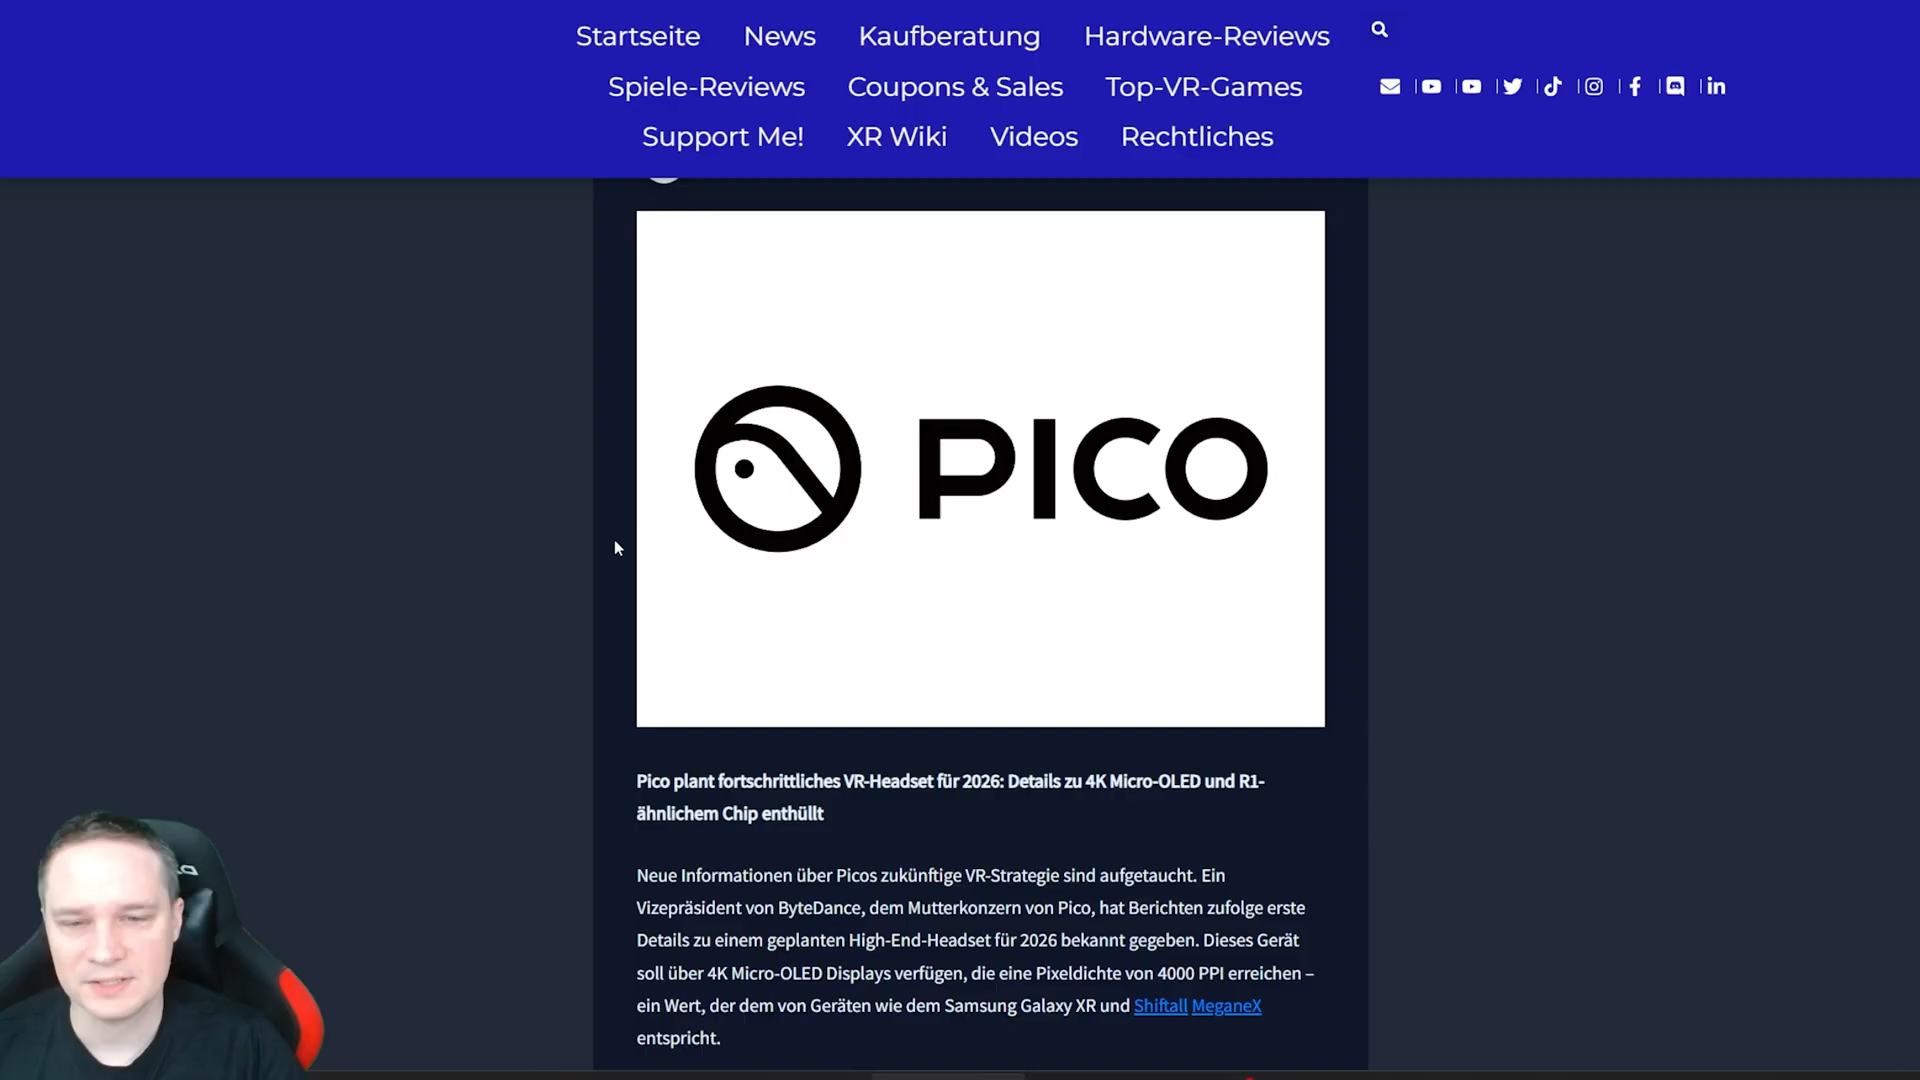 Startseite News Kaufberatung Hardware-Reviews
Spiele-Reviews Coupons & Sales Top-VR-Games
Support Me! XR Wiki Videos Rechtliches
PICO
Pico plant fortschrittliches VR-Headset für 2026: Details zu 4K Micro-OLED und R1-
ähnlichem Chip enthüllt
Neue Informationen über Picos zukünftige VR-Strategie sind aufgetaucht. Ein
Vizepräsident von ByteDance, dem Mutterkonzern von Pico, hat Berichten zufolge erste
Details zu einem geplanten High-End-Headset für 2026 bekannt gegeben. Dieses Gerät
soll über 4K Micro-OLED Displays verfügen, die eine Pixeldichte von 4000 PPI erreichen –
ein Wert, der dem von Geräten wie dem Samsung Galaxy XR und Shiftall MeganeX
entspricht.